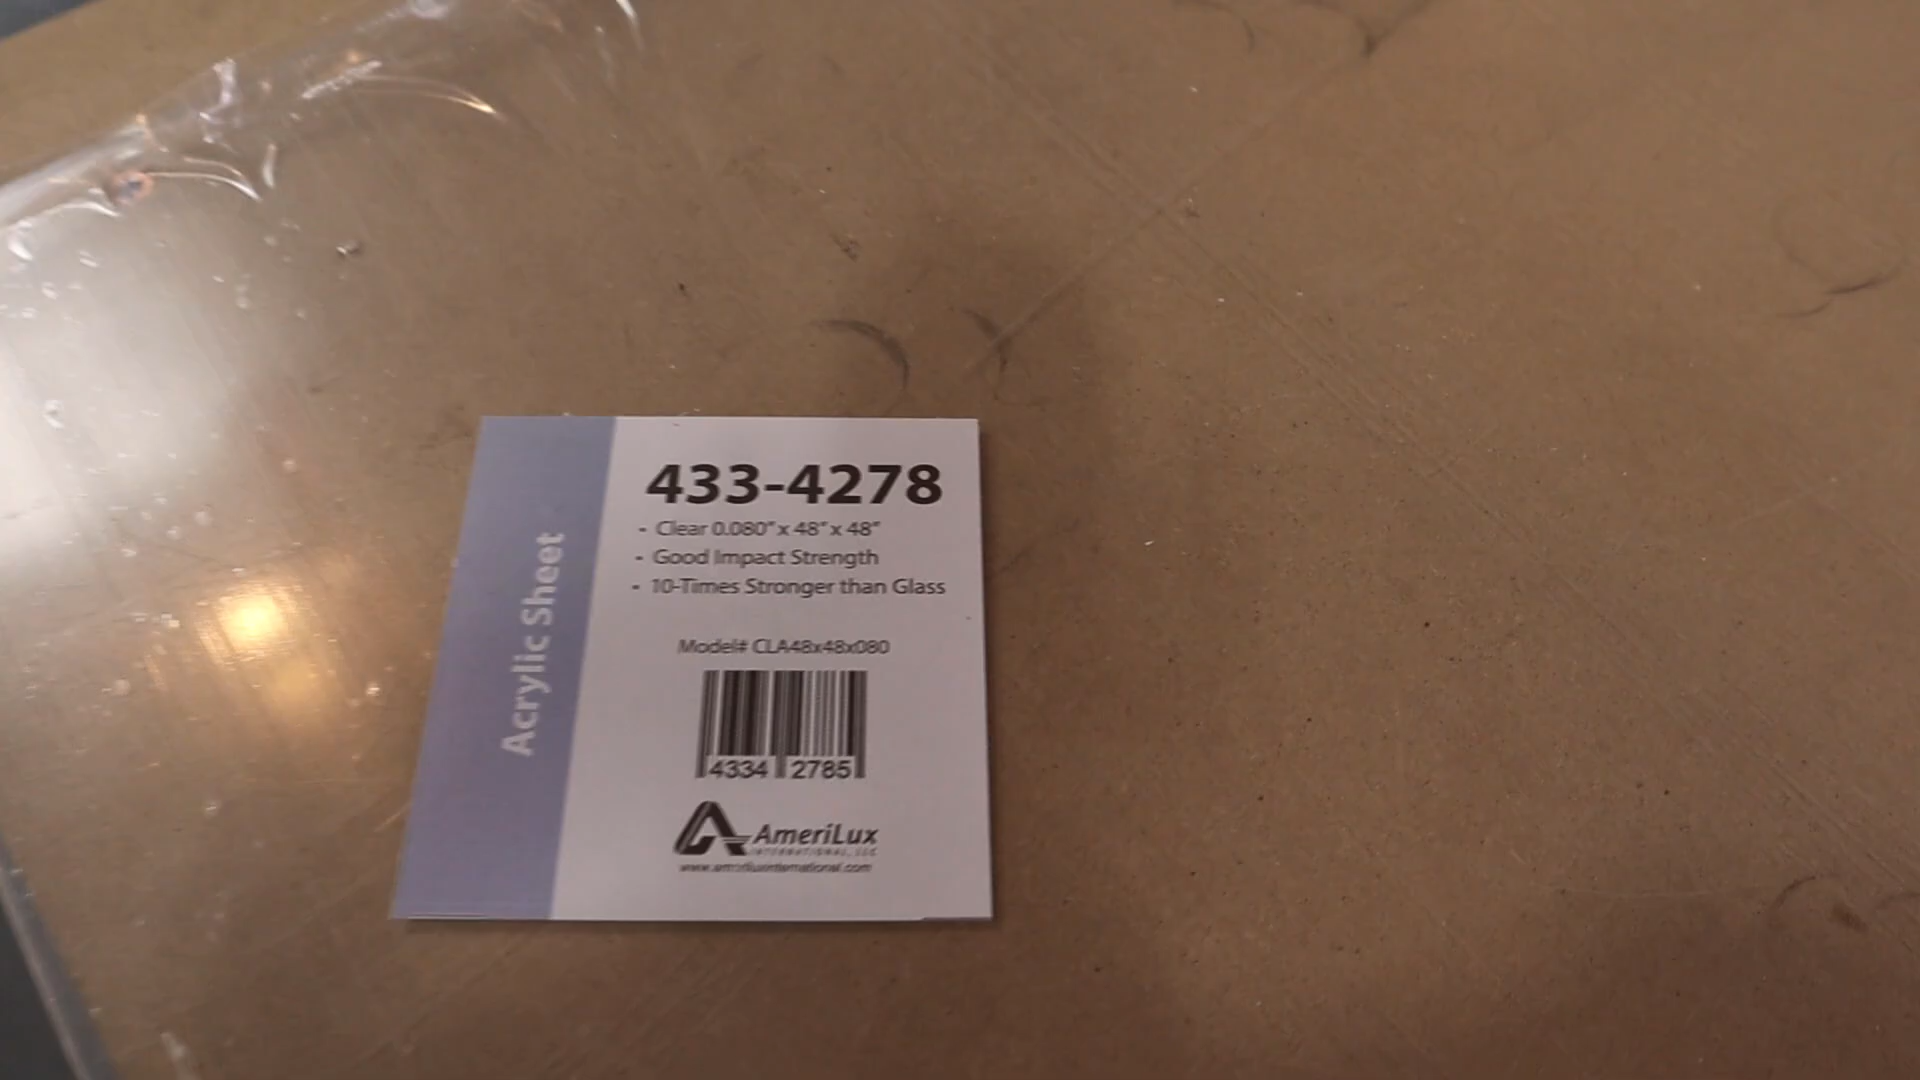 Acrylic Sheet
433-4278
- Clear 0.080" x 48" x 48"
- Good Impact Strength
- 10-Times Stronger than Glass
Model# CLA48x48x080
4334 2785
AmeriLux
INTERNATIONAL, LLC
www.ameriluxinternational.com